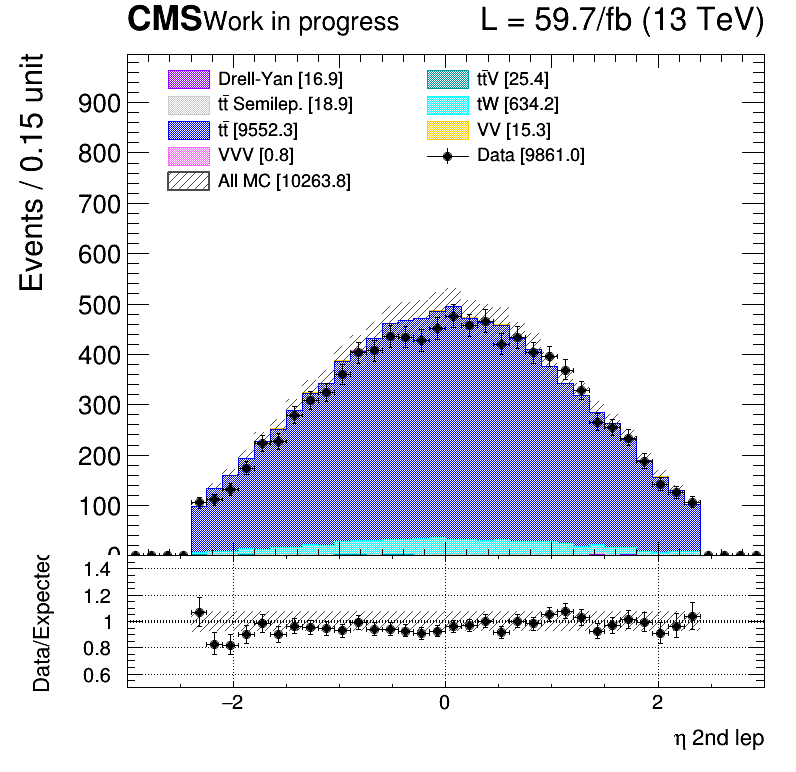 CMS Work in progress L = 59.7/fb (13 TeV)
Events / 0.15 unit
Drell-Yan [16.9] tt̄V [25.4]
tt̄ Semilep. [18.9] tW [634.2]
tt̄ [9552.3] VV [15.3]
VVV [0.8] Data [9861.0]
All MC [10263.8]
900
800
700
600
500
400
300
200
100
0
Data/Expected
1.4
1.2
1
0.8
0.6
−2 0 2
η 2nd lep